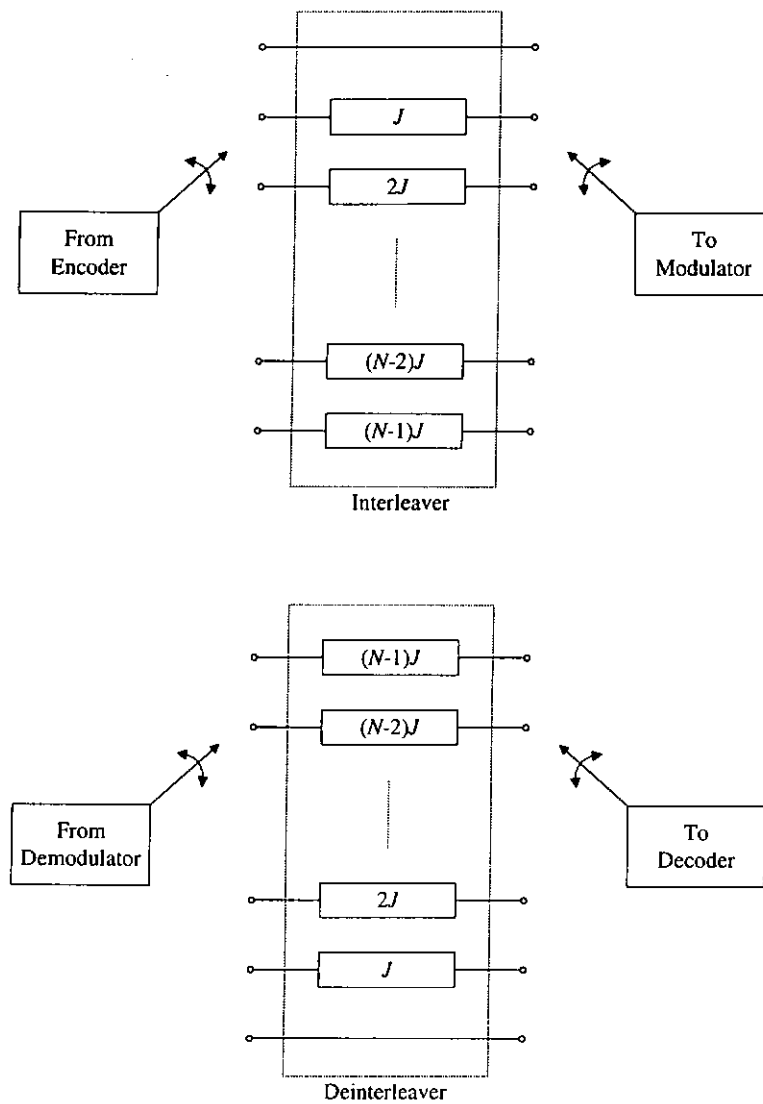 J
2J
From
Encoder
To
Modulator
(N-2)J
(N-1)J
Interleaver
(N-1)J
(N-2)J
From
Demodulator
To
Decoder
2J
J
Deinterleaver